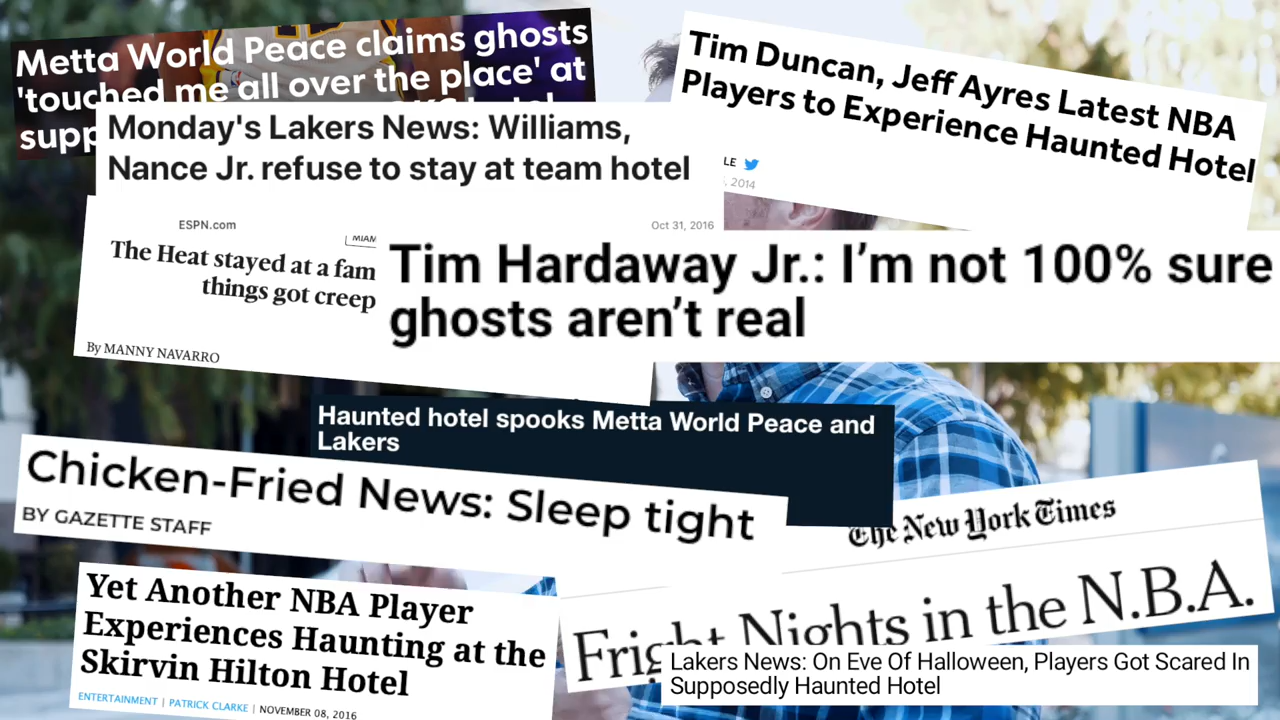 Metta World Peace claims ghosts
'touched me all over the place' at
supp
Tim Duncan, Jeff Ayres Latest NBA
Players to Experience Haunted Hotel
LE
, 2014
Monday's Lakers News: Williams,
Nance Jr. refuse to stay at team hotel
ESPN.com
Oct 31, 2016
MIAM
The Heat stayed at a fam
things got creep
By MANNY NAVARRO
Tim Hardaway Jr.: I'm not 100% sure
ghosts aren't real
Haunted hotel spooks Metta World Peace and
Lakers
Chicken-Fried News: Sleep tight
BY GAZETTE STAFF
The New York Times
Fright Nights in the N.B.A.
Yet Another NBA Player
Experiences Haunting at the
Skirvin Hilton Hotel
ENTERTAINMENT | PATRICK CLARKE | NOVEMBER 08, 2016
Lakers News: On Eve Of Halloween, Players Got Scared In
Supposedly Haunted Hotel